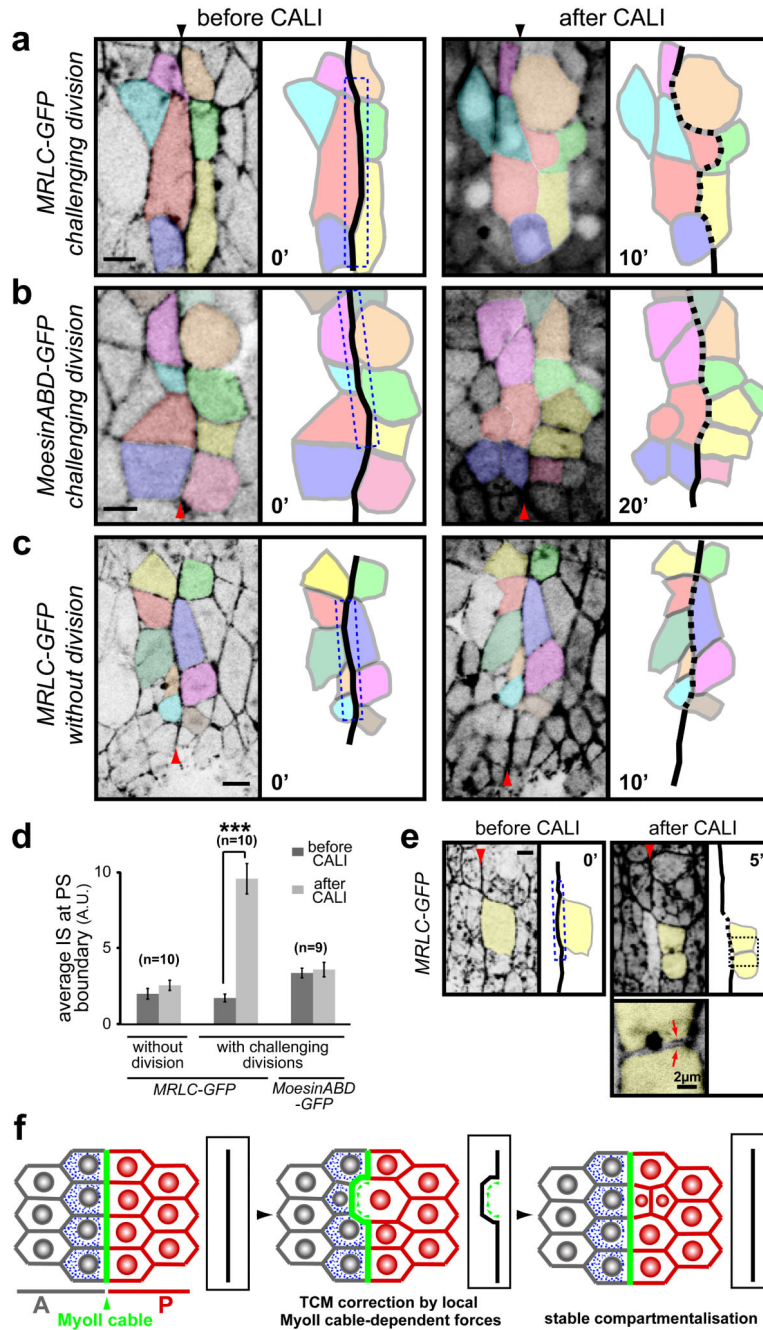 before CALI
after CALI
a
MRLC-GFP
challenging division
0’
10’
b
MoesinABD-GFP
challenging division
0’
20’
c
MRLC-GFP
without division
0’
10’
d
average IS at PS
boundary (A.U.)
10
5
0
(n=10)
***
(n=10)
(n=9)
before
CALI
after
CALI
without
division
with challenging
divisions
MRLC-GFP
MoesinABD
-GFP
e
before CALI
after CALI
MRLC-GFP
0’
5’
2µm
f
A
P
MyoII cable
TCM correction by local
MyoII cable-dependent forces
stable compartmentalisation